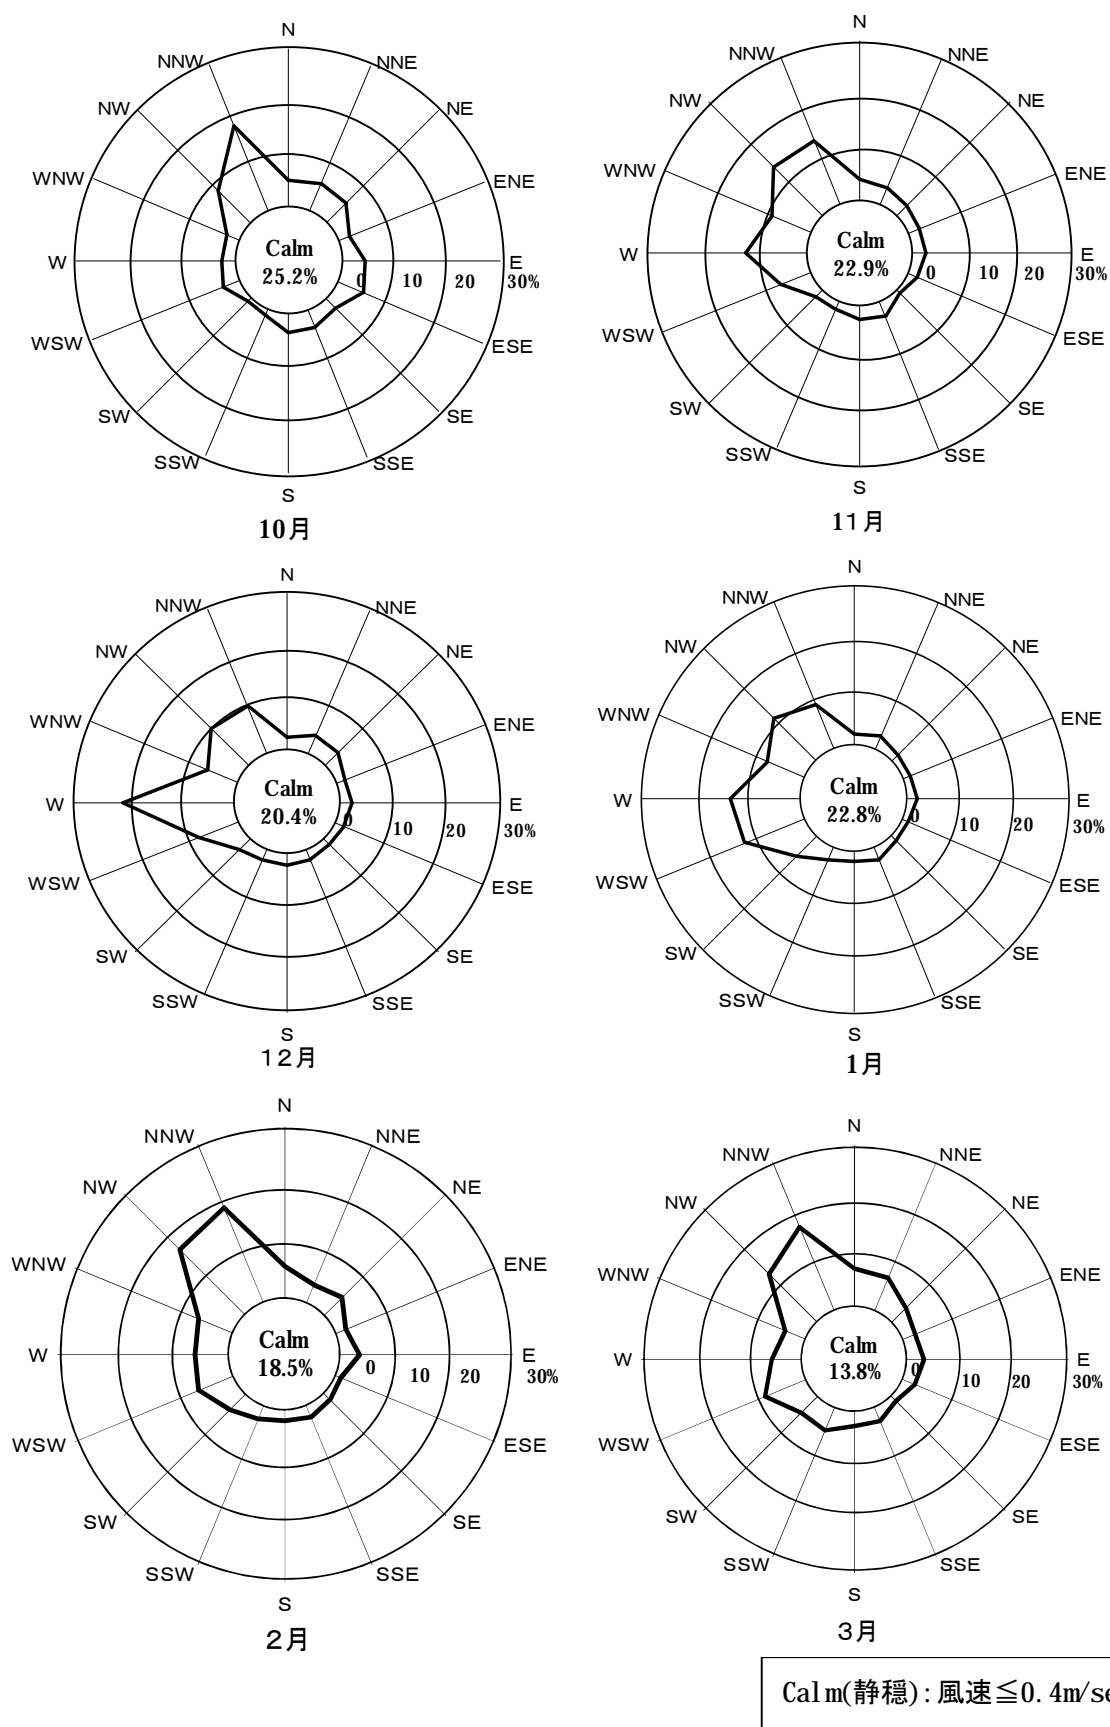 N
NNW
NNE
NW
NE
WNW
ENE
W
Calm
25.2%
0
10
20
E
30%
WSW
ESE
SW
SE
SSW
SSE
S
10月
N
NNW
NNE
NW
NE
WNW
ENE
W
Calm
22.9%
0
10
20
E
30%
WSW
ESE
SW
SE
SSW
SSE
S
11月
N
NNW
NNE
NW
NE
WNW
ENE
W
Calm
20.4%
0
10
20
E
30%
WSW
ESE
SW
SE
SSW
SSE
S
12月
N
NNW
NNE
NW
NE
WNW
ENE
W
Calm
22.8%
0
10
20
E
30%
WSW
ESE
SW
SE
SSW
SSE
S
1月
N
NNW
NNE
NW
NE
WNW
ENE
W
Calm
18.5%
0
10
20
E
30%
WSW
ESE
SW
SE
SSW
SSE
S
2月
N
NNW
NNE
NW
NE
WNW
ENE
W
Calm
13.8%
0
10
20
E
30%
WSW
ESE
SW
SE
SSW
SSE
S
3月
Calm(静穏):風速≦0.4m/se